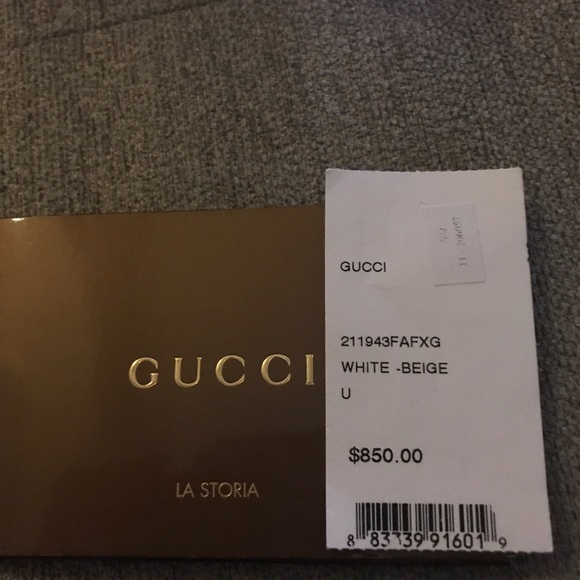 GUCCI
LA STORIA
GUCCI
211943FAFXG
WHITE -BEIGE
U
$850.00
8 83339 91601 9